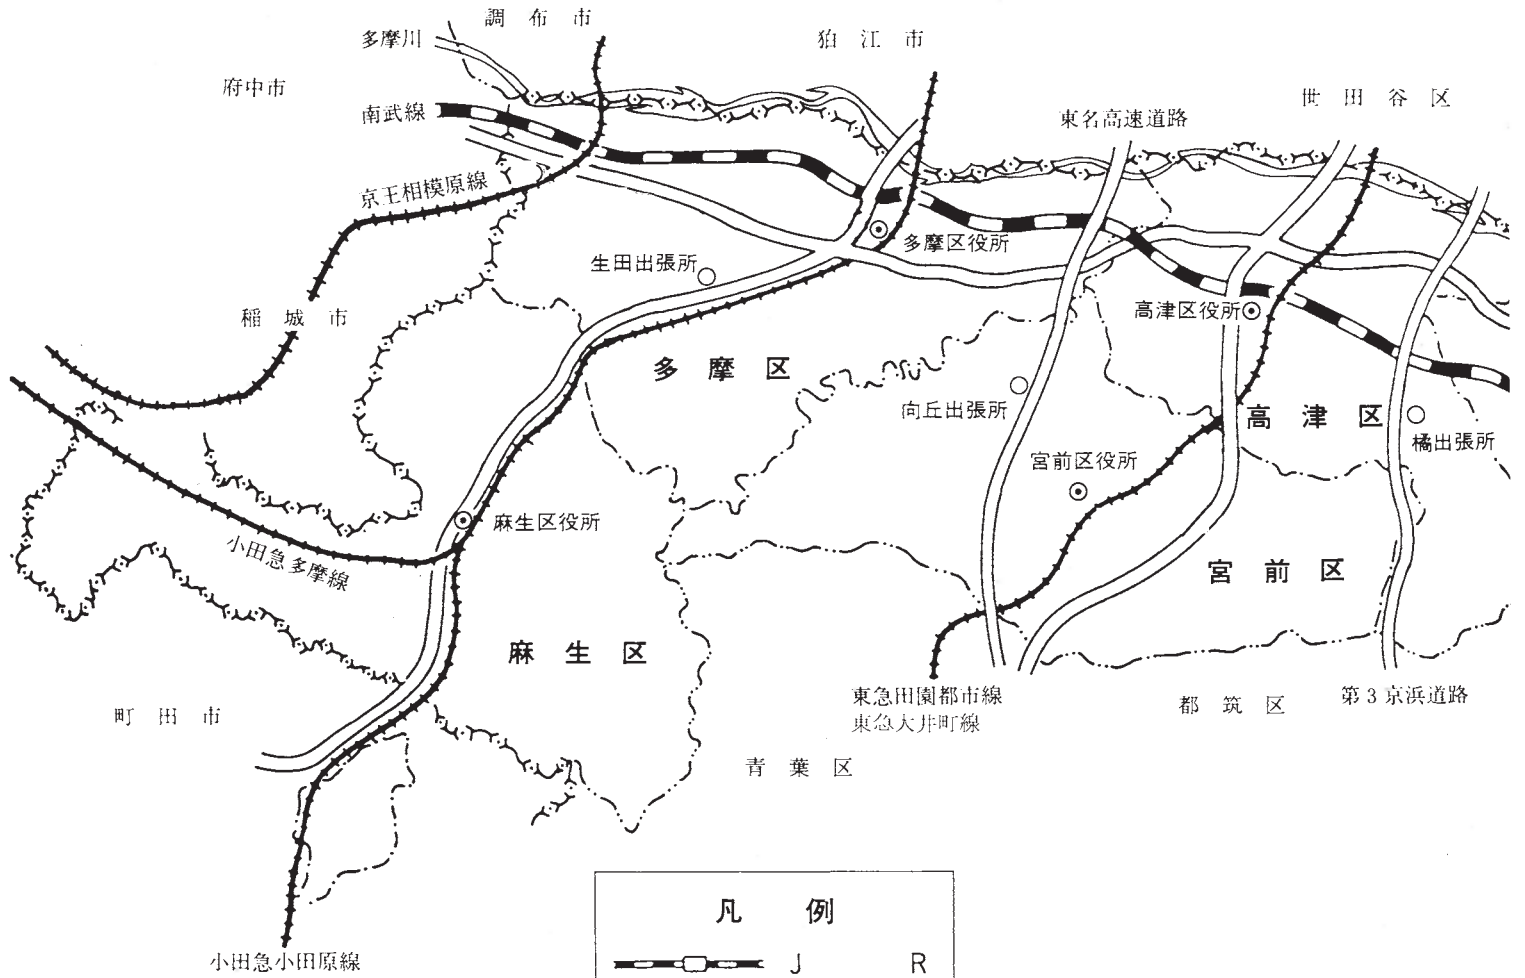 調布市
多摩川
狛江市
府中市
世田谷区
南武線
東名高速道路
京王相模原線
多摩区役所
生田出張所
高津区役所
稲城市
多摩区
向丘出張所
高津区
橘出張所
宮前区役所
麻生区役所
小田急多摩線
宮前区
麻生区
東急田園都市線
東急大井町線
都筑区
第3京浜道路
町田市
青葉区
凡例
JR
小田急小田原線